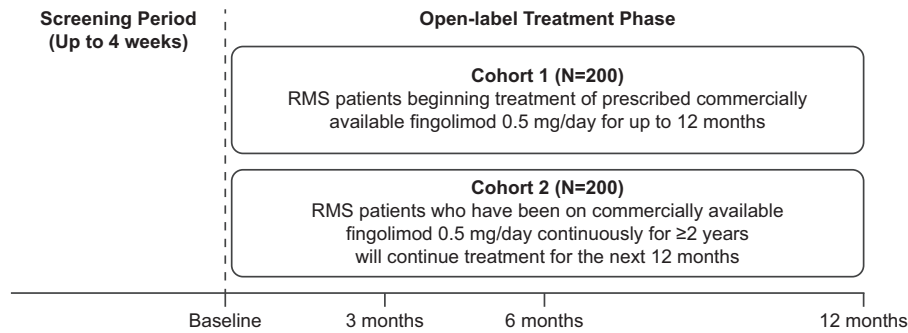 Screening Period
(Up to 4 weeks)
Open-label Treatment Phase
Cohort 1 (N=200)
RMS patients beginning treatment of prescribed commercially
available fingolimod 0.5 mg/day for up to 12 months
Cohort 2 (N=200)
RMS patients who have been on commercially available
fingolimod 0.5 mg/day continuously for ≥2 years
will continue treatment for the next 12 months
Baseline
3 months
6 months
12 months